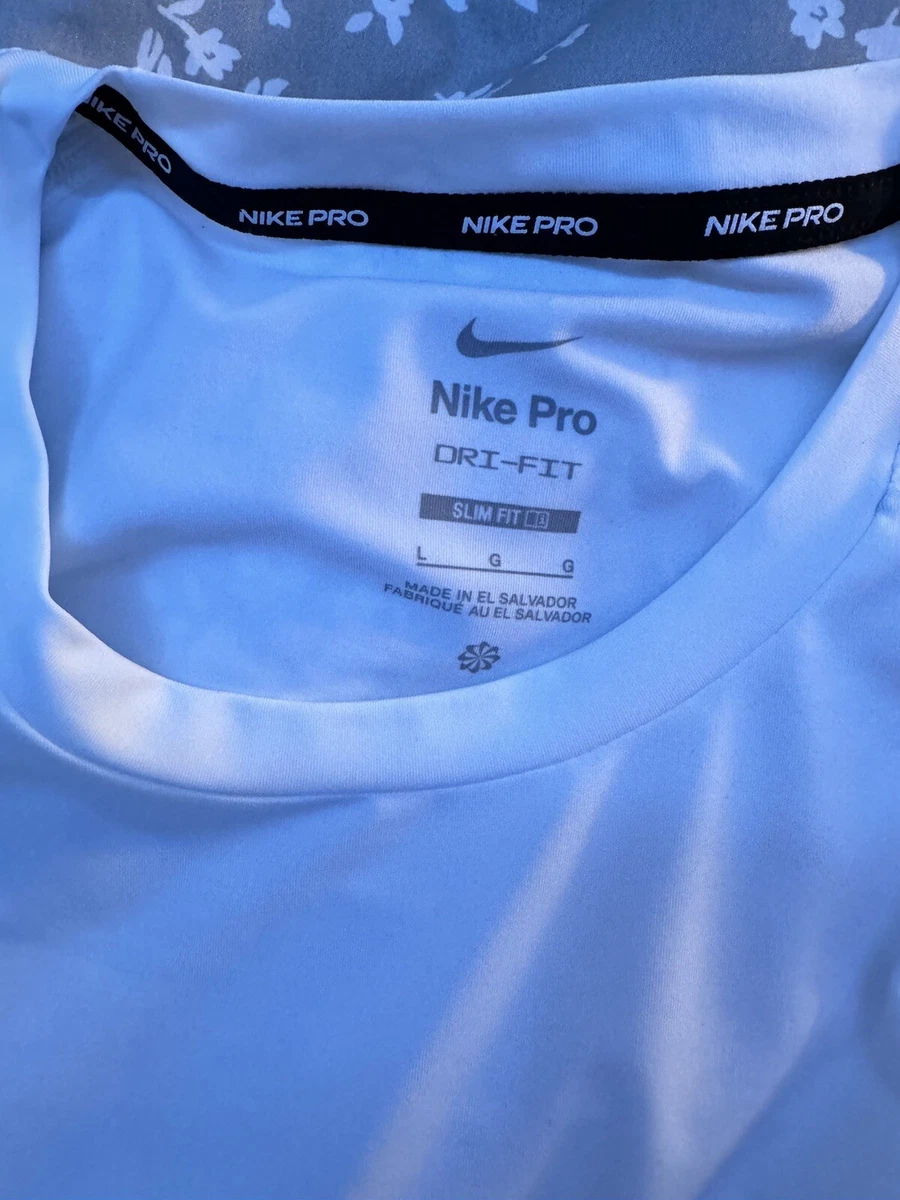 NIKE PRO NIKE PRO NIKE PRO NIKE PRO
Nike Pro
DRI-FIT
SLIM FIT
L G G
MADE IN EL SALVADOR
FABRIQUÉ AU EL SALVADOR